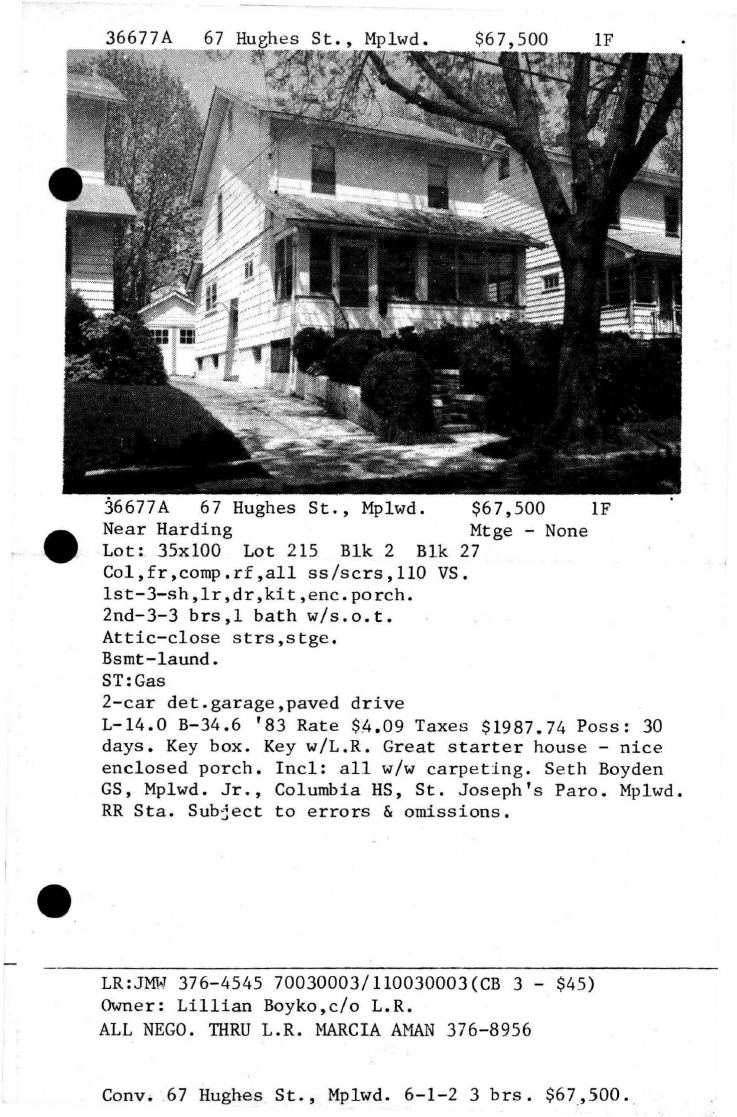 36677A 67 Hughes St., Mplwd. $67,500 1F
36677A 67 Hughes St., Mplwd. $67,500 1F
Near Harding Mtge - None
Lot: 35x100 Lot 215 Blk 2 Blk 27
Col,fr,comp.rf,all ss/scrs,110 VS.
1st-3-sh,lr,dr,kit,enc.porch.
2nd-3-3 brs,1 bath w/s.o.t.
Attic-close strs,stge.
Bsmt-laund.
ST:Gas
2-car det.garage,paved drive
L-14.0 B-34.6 '83 Rate $4.09 Taxes $1987.74 Poss: 30
days. Key box. Key w/L.R. Great starter house - nice
enclosed porch. Incl: all w/w carpeting. Seth Boyden
GS, Mplwd. Jr., Columbia HS, St. Joseph's Paro. Mplwd.
RR Sta. Subject to errors & omissions.
LR:JMW 376-4545 70030003/110030003(CB 3 - $45)
Owner: Lillian Boyko,c/o L.R.
ALL NEGO. THRU L.R. MARCIA AMAN 376-8956
Conv. 67 Hughes St., Mplwd. 6-1-2 3 brs. $67,500.